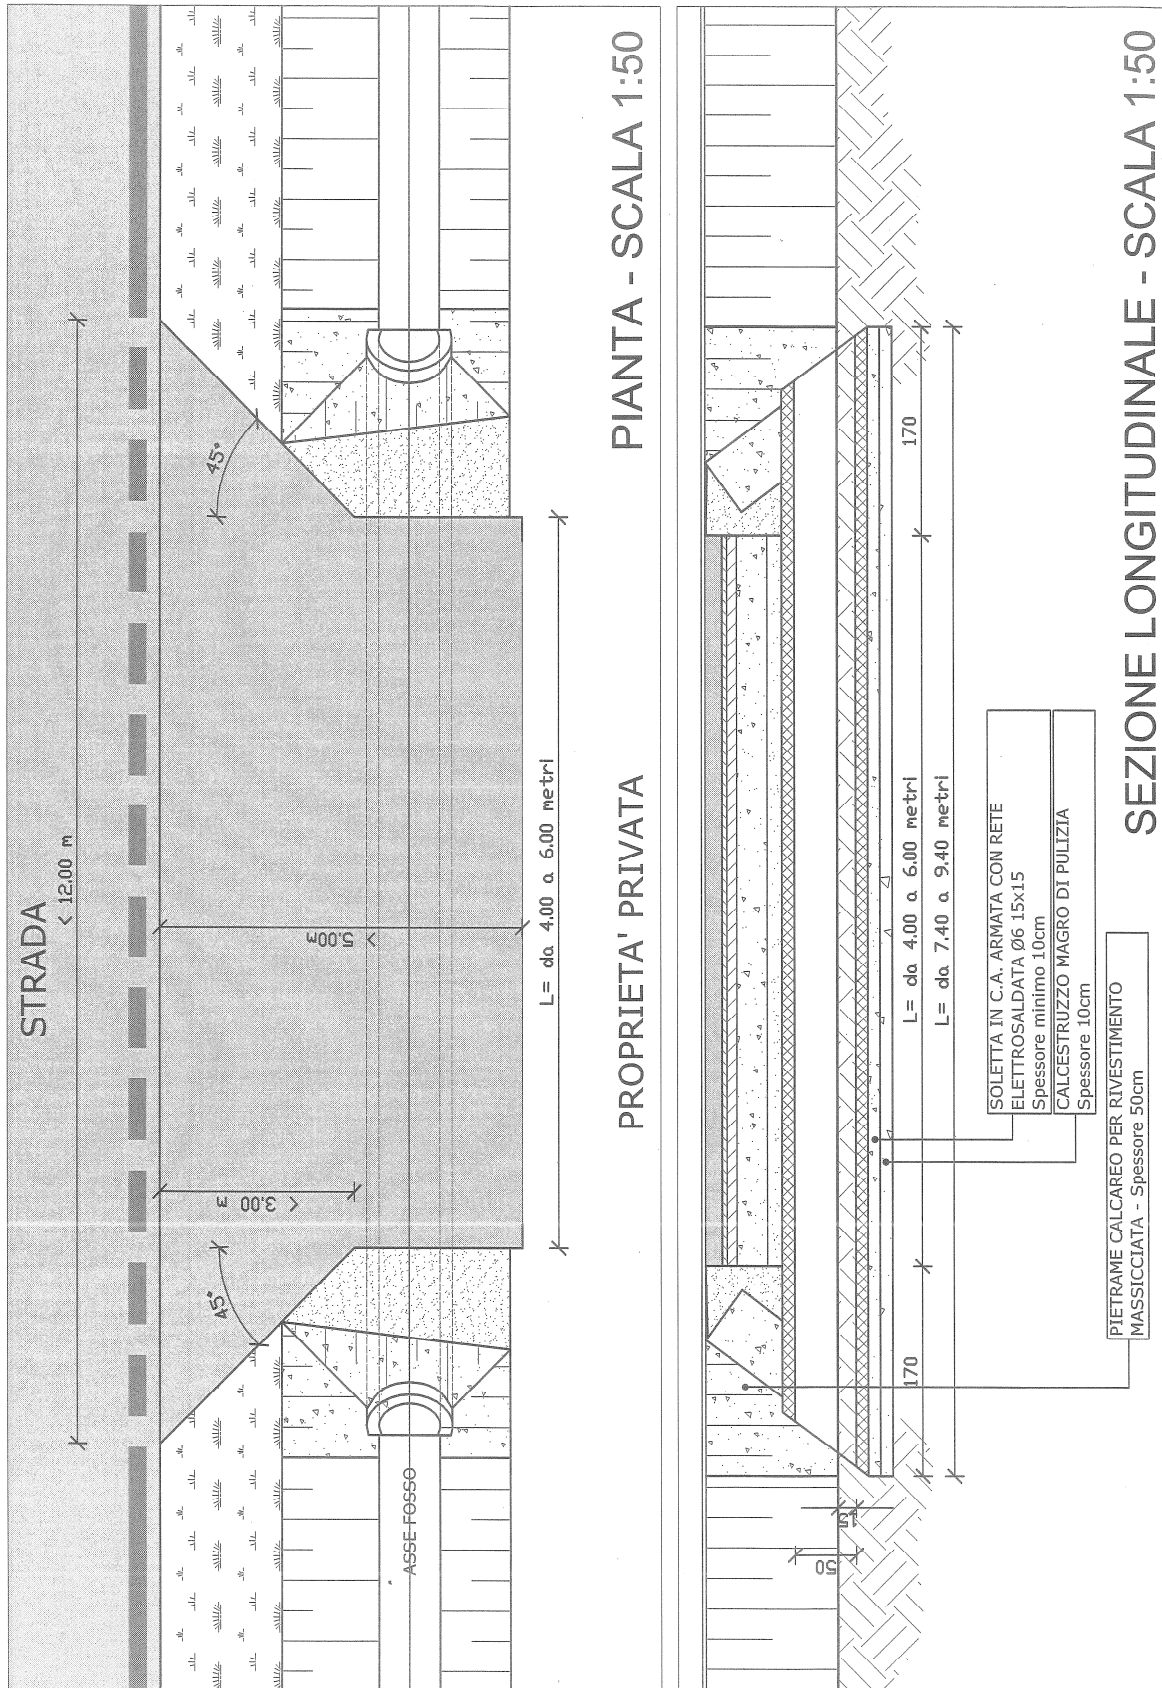 STRADA
< 12.00 m
45°
45°
< 3.00 m
> 5.00m
ASSE FOSSO
L= da 4.00 a 6.00 metri
PROPRIETA' PRIVATA
PIANTA - SCALA 1:50
50
15
170
170
L= da 4.00 a 6.00 metri
L= da 7.40 a 9.40 metri
SOLETTA IN C.A. ARMATA CON RETE
ELETTROSALDATA Ø6 15x15
Spessore minimo 10cm
CALCESTRUZZO MAGRO DI PULIZIA
Spessore 10cm
PIETRAME CALCAREO PER RIVESTIMENTO
MASSICCIATA - Spessore 50cm
SEZIONE LONGITUDINALE - SCALA 1:50